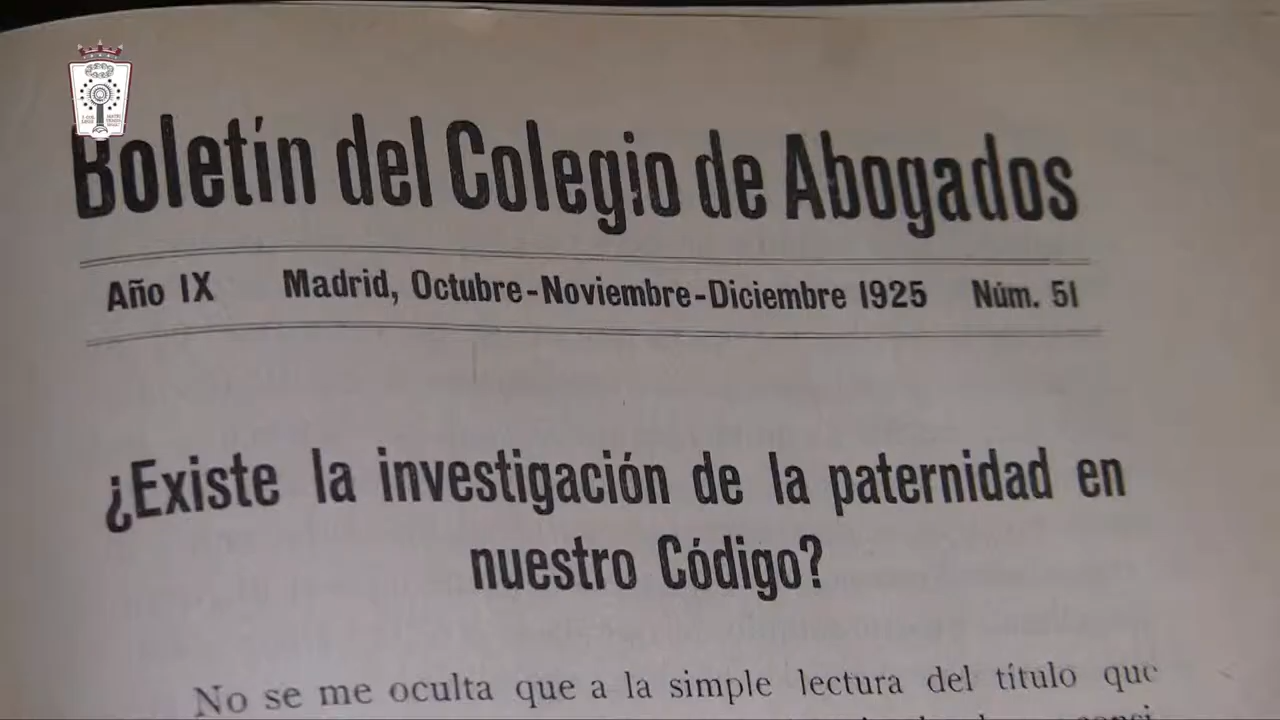 Boletín del Colegio de Abogados
Año IX Madrid, Octubre-Noviembre-Diciembre 1925 Núm. 51
¿Existe la investigación de la paternidad en
nuestro Código?
No se me oculta que a la simple lectura del título que